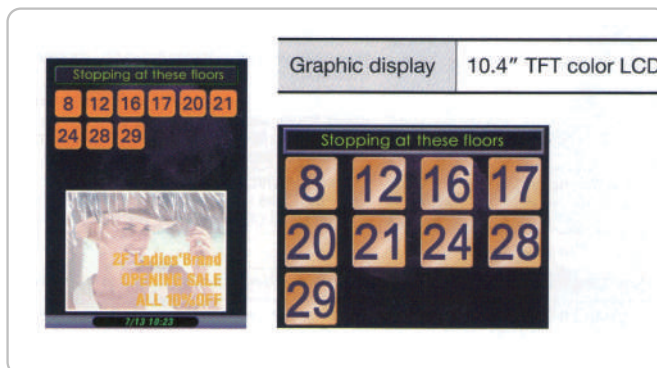 Stopping at these floors
8 12 16 17 20 21
24 28 29
2F Ladies'Brand
OPENING SALE
ALL 10%OFF
7/13 18:23
Graphic display 10.4" TFT color LCD
Stopping at these floors
8 12 16 17
20 21 24 28
29